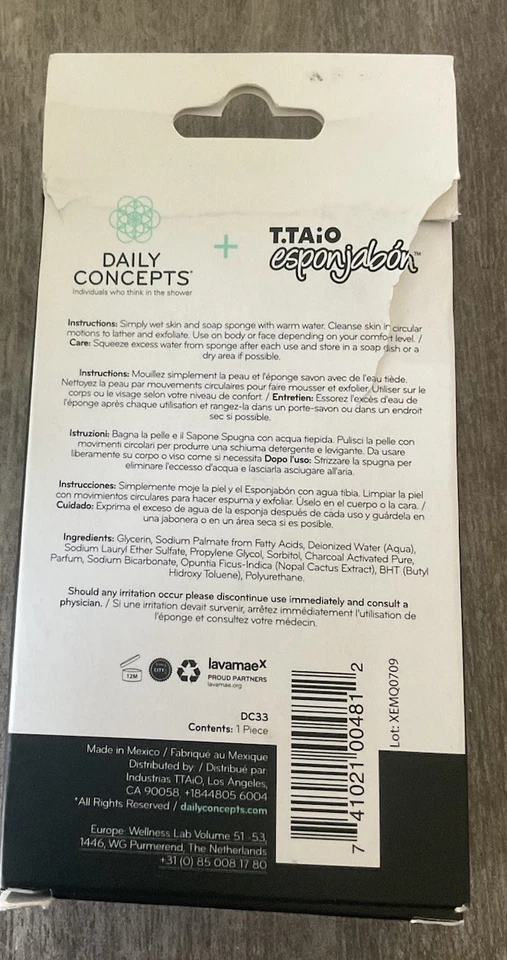 DAILY
CONCEPTS®
Individuals who think in the shower
+
T.TAiO
esponjabón™
Instructions: Simply wet skin and soap sponge with warm water. Cleanse skin in circular
motions to lather and exfoliate. Use on body or face depending on your comfort level. /
Care: Squeeze excess water from sponge after each use and store in a soap dish or a
dry area if possible.
Instructions: Mouillez simplement la peau et l'éponge savon avec de l'eau tiède.
Nettoyez la peau par mouvements circulaires pour faire mousser et exfolier. Utiliser sur le
corps ou le visage selon votre niveau de confort. / Entretien: Essorez l'excès d'eau de
l'éponge après chaque utilisation et rangez-la dans un porte-savon ou dans un endroit
sec si possible.
Istruzioni: Bagna la pelle e il Sapone Spugna con acqua tiepida. Pulisci la pelle con
movimenti circolari per produrre una schiuma detergente e levigante. Da usare
liberamente su corpo o viso come si necessita Dopo l'uso: Strizzare la spugna per
eliminare l'eccesso d'acqua e lasciarla asciugare all'aria.
Instrucciones: Simplemente moje la piel y el Esponjabón con agua tibia. Limpiar la piel
con movimientos circulares para hacer espuma y exfoliar. Úselo en el cuerpo o la cara. /
Cuidado: Exprima el exceso de agua de la esponja después de cada uso y guárdela en
una jabonera o en un área seca si es posible.
Ingredients: Glycerin, Sodium Palmate from Fatty Acids, Deionized Water (Aqua),
Sodium Lauryl Ether Sulfate, Propylene Glycol, Sorbitol, Charcoal Activated Pure,
Parfum, Sodium Bicarbonate, Opuntia Ficus-Indica (Nopal Cactus Extract), BHT (Butyl
Hidroxy Toluene), Polyurethane.
Should any irritation occur please discontinue use immediately and consult a
physician. / Si une irritation devait survenir, arrêtez immédiatement l'utilisation de
l'éponge et consultez votre médecin.
12M
CITY
lavamaeX
PROUD PARTNERS
lavamae.org
DC33
Contents: 1 Piece
7 41021 00481 2
Lot: XEMQ0709
Made in Mexico / Fabriqué au Mexique
Distributed by / Distribué par
Industrias TTAiO, Los Angeles,
CA 90058, +1844805 6004
*All Rights Reserved / dailyconcepts.com
Europe: Wellness Lab Volume 51 -53,
1446, WG Purmerend, The Netherlands
+31 (0) 85 008 17 80